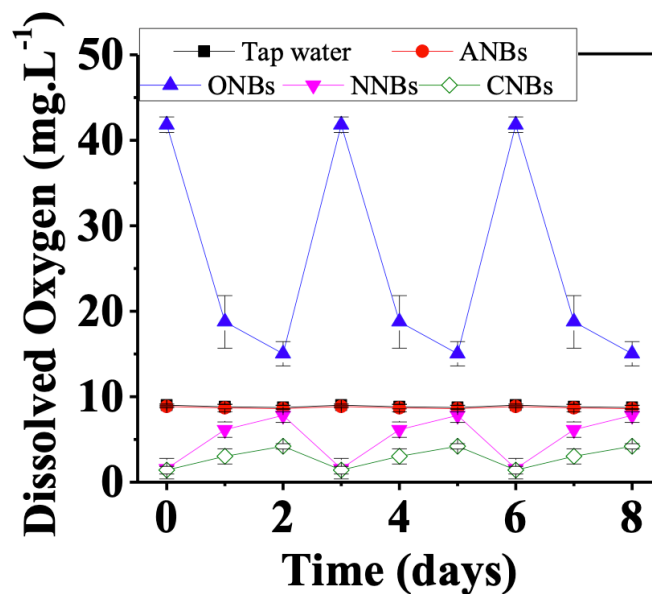 Tap water ANBs
ONBs NNBs CNBs
Dissolved Oxygen (mg.L⁻¹)
50
40
30
20
10
0
0 2 4 6 8
Time (days)